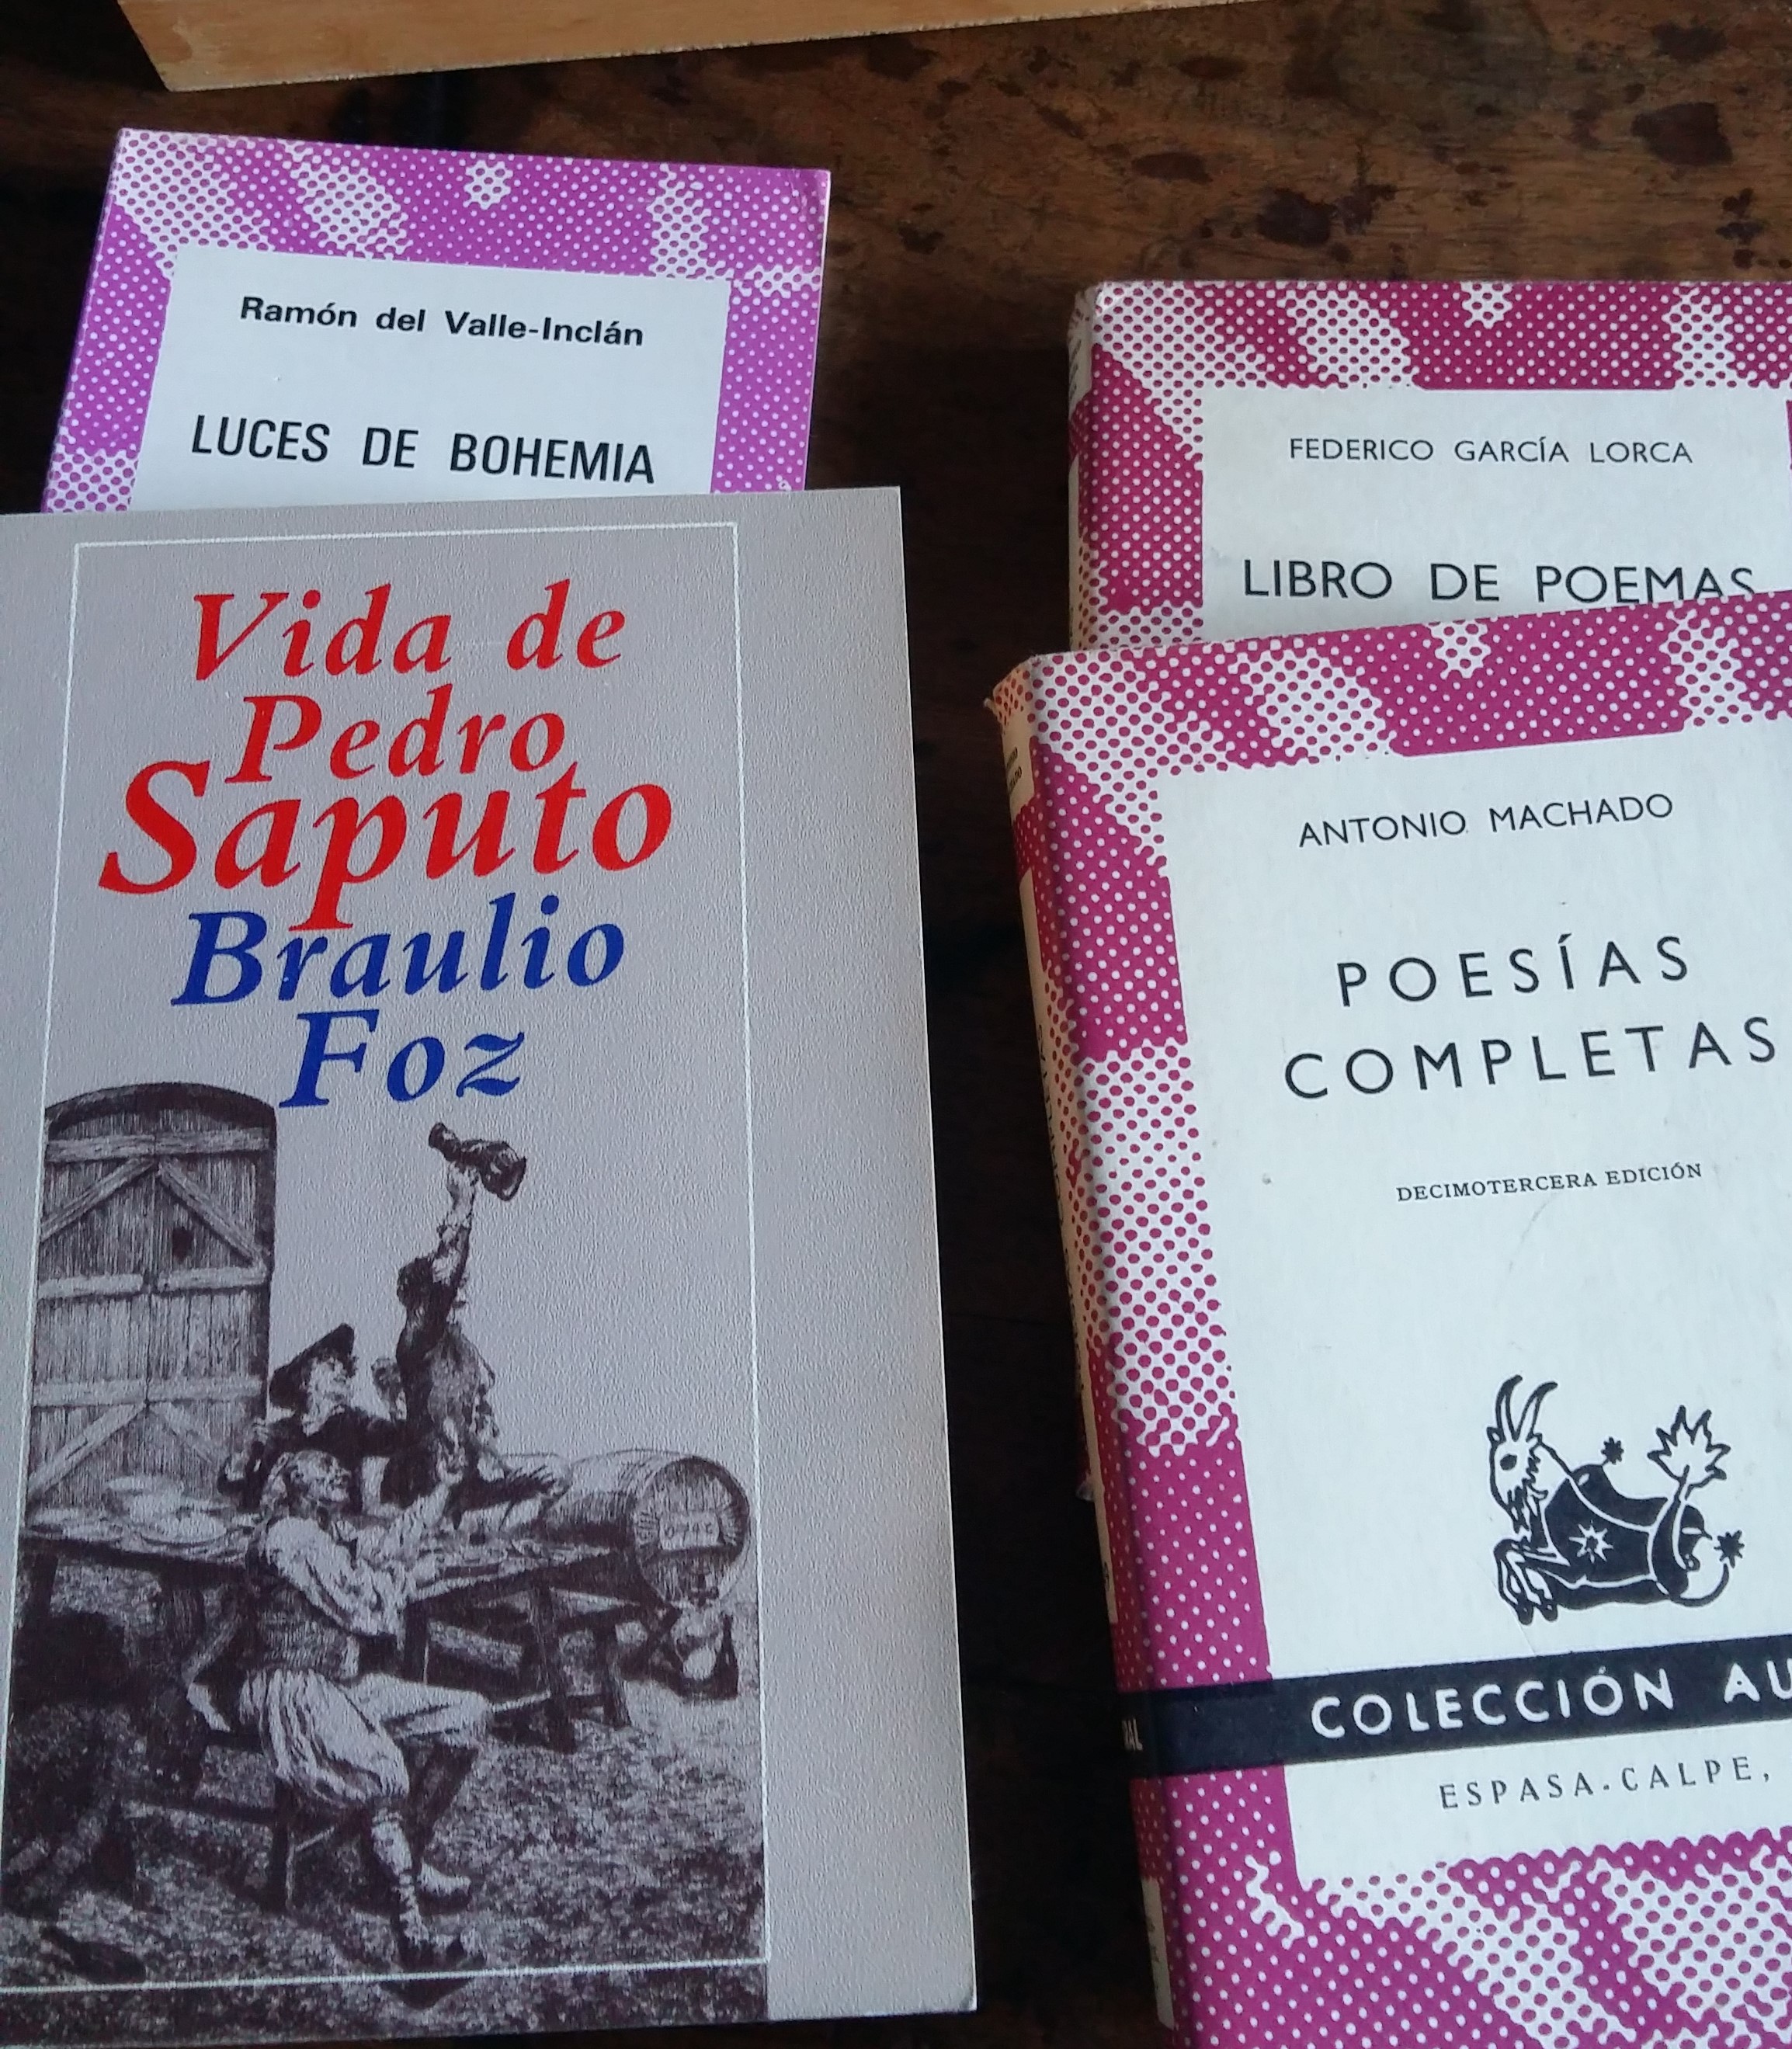 Ramón del Valle-Inclán
LUCES DE BOHEMIA
Vida de
Pedro
Saputo
Braulio
Foz
FEDERICO GARCÍA LORCA
LIBRO DE POEMAS
ANTONIO MACHADO
POESÍAS
COMPLETAS
DECIMOTERCERA EDICIÓN
COLECCIÓN AU
ESPASA-CALPE,